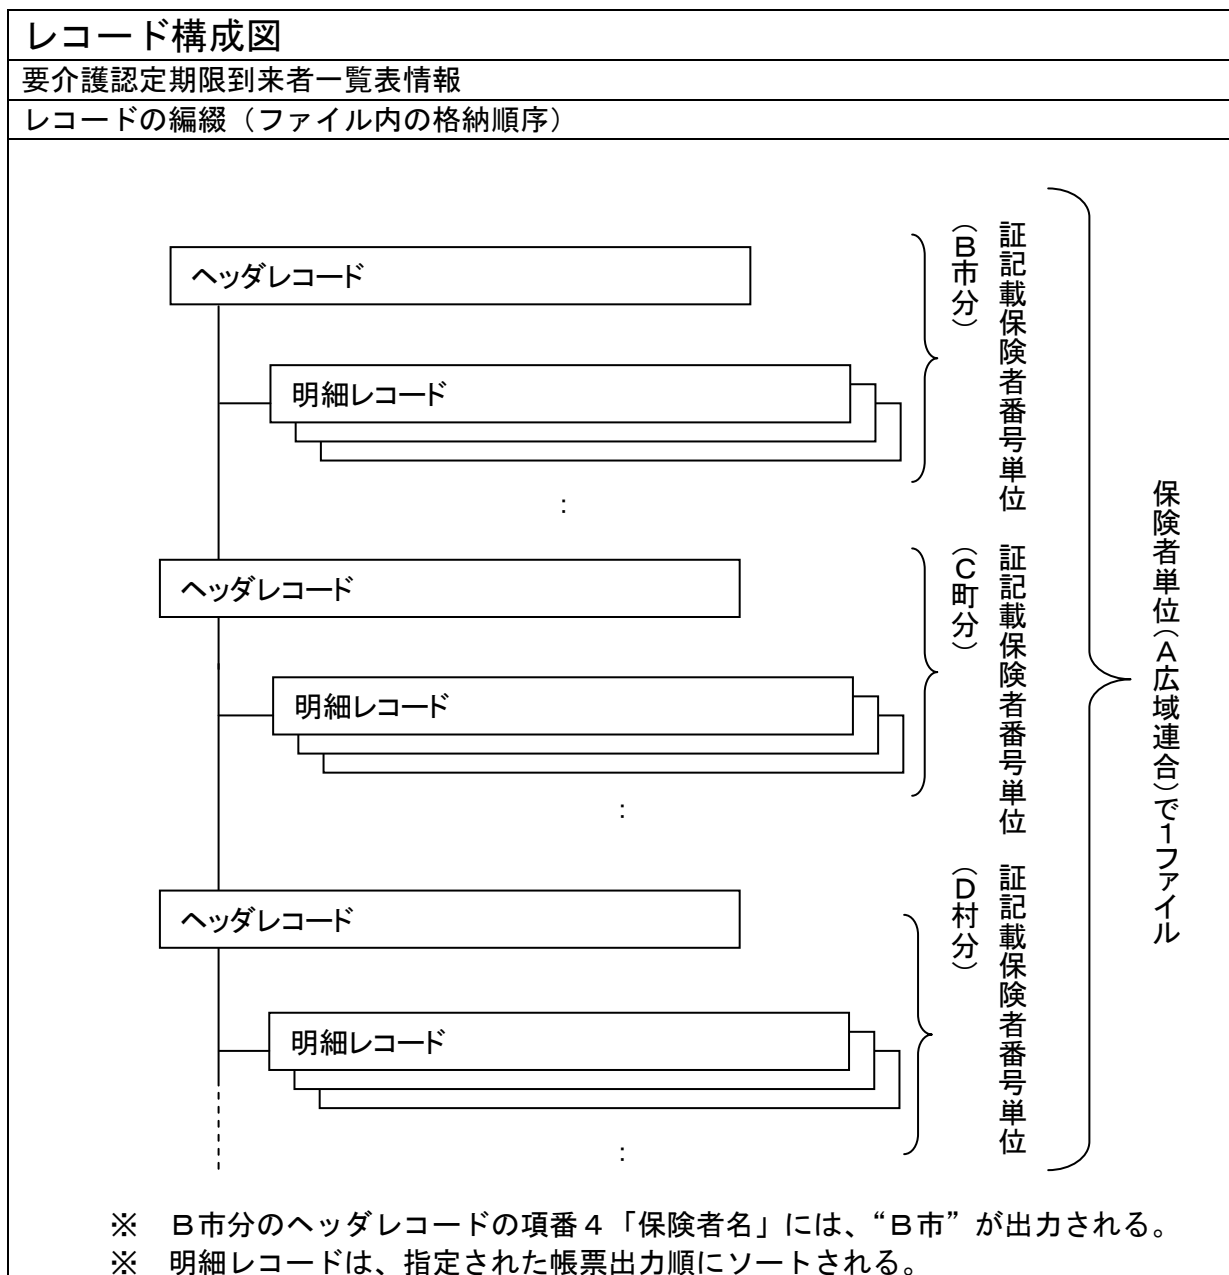 レコード構成図
要介護認定期限到来者一覧表情報
レコードの編綴（ファイル内の格納順序）
ヘッダレコード
明細レコード
：
証記載保険者番号単位
（Ｂ市分）
ヘッダレコード
明細レコード
：
証記載保険者番号単位
（Ｃ町分）
ヘッダレコード
明細レコード
：
証記載保険者番号単位
（Ｄ村分）
保険者単位（Ａ広域連合）で１ファイル
※　Ｂ市分のヘッダレコードの項番４「保険者名」には、“Ｂ市”が出力される。
※　明細レコードは、指定された帳票出力順にソートされる。